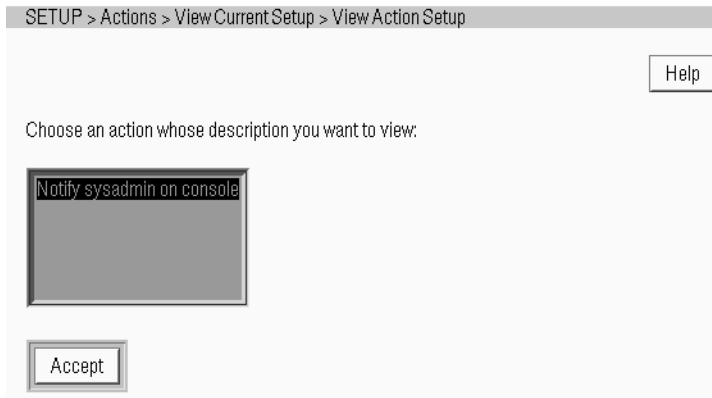 SETUP > Actions > View Current Setup > View Action Setup
Help
Choose an action whose description you want to view:
Notify sysadmin on console
Accept